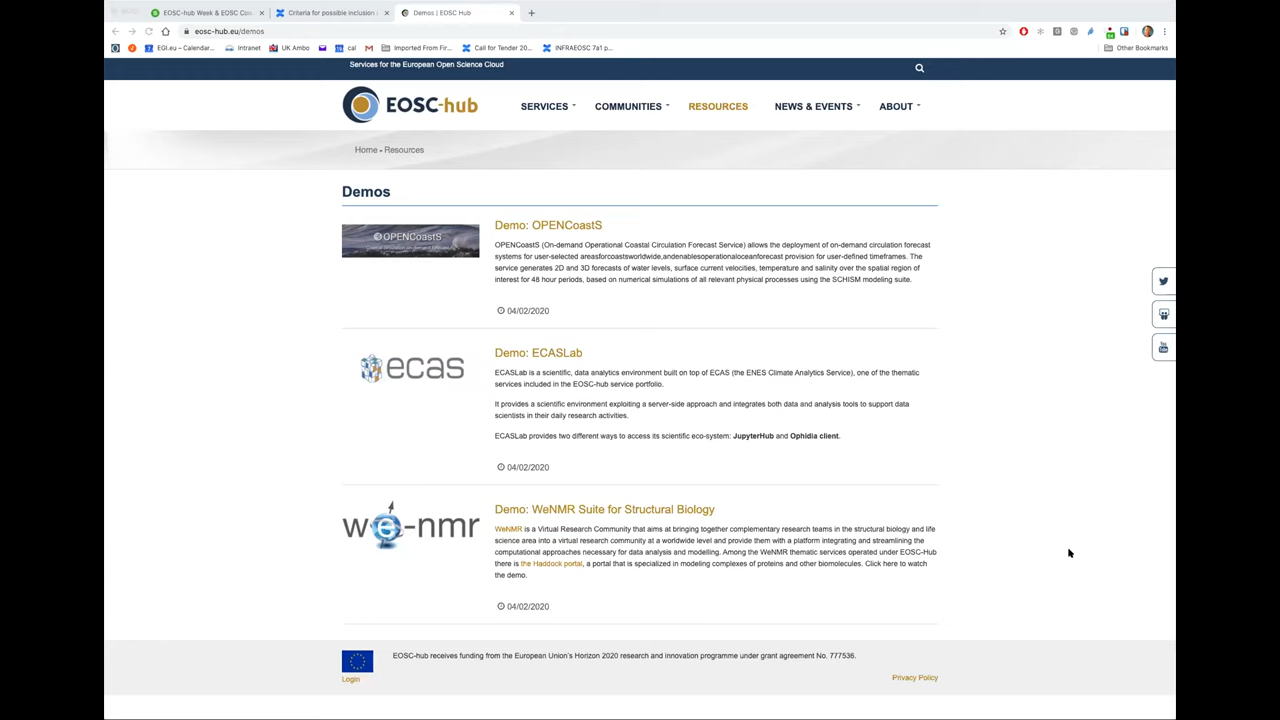 EOSC-hub Week & EOSC Con
Criteria for possible inclusion
Demos | EOSC Hub
eosc-hub.eu/demos
EGI.eu – Calendar...
Intranet
UK Ambo
cal
Imported From Fir...
Call for Tender 20...
INFRAEOSC 7a1 p...
Other Bookmarks
Services for the European Open Science Cloud
EOSC-hub
SERVICES
COMMUNITIES
RESOURCES
NEWS & EVENTS
ABOUT
Home - Resources
Demos
OPENCoastS
Demo: OPENCoastS
OPENCoastS (On-demand Operational Coastal Circulation Forecast Service) allows the deployment of on-demand circulation forecast
systems for user-selected areasforcoastsworldwide,andenablesoperationaloceanforecast provision for user-defined timeframes. The
service generates 2D and 3D forecasts of water levels, surface current velocities, temperature and salinity over the spatial region of
interest for 48 hour periods, based on numerical simulations of all relevant physical processes using the SCHISM modeling suite.
04/02/2020
ecas
Demo: ECASLab
ECASLab is a scientific, data analytics environment built on top of ECAS (the ENES Climate Analytics Service), one of the thematic
services included in the EOSC-hub service portfolio.
It provides a scientific environment exploiting a server-side approach and integrates both data and analysis tools to support data
scientists in their daily research activities.
ECASLab provides two different ways to access its scientific eco-system: JupyterHub and Ophidia client.
04/02/2020
we-nmr
Demo: WeNMR Suite for Structural Biology
WeNMR is a Virtual Research Community that aims at bringing together complementary research teams in the structural biology and life
science area into a virtual research community at a worldwide level and provide them with a platform integrating and streamlining the
computational approaches necessary for data analysis and modelling. Among the WeNMR thematic services operated under EOSC-Hub
there is the Haddock portal, a portal that is specialized in modeling complexes of proteins and other biomolecules. Click here to watch
the demo.
04/02/2020
EOSC-hub receives funding from the European Union's Horizon 2020 research and innovation programme under grant agreement No. 777536.
Login
Privacy Policy